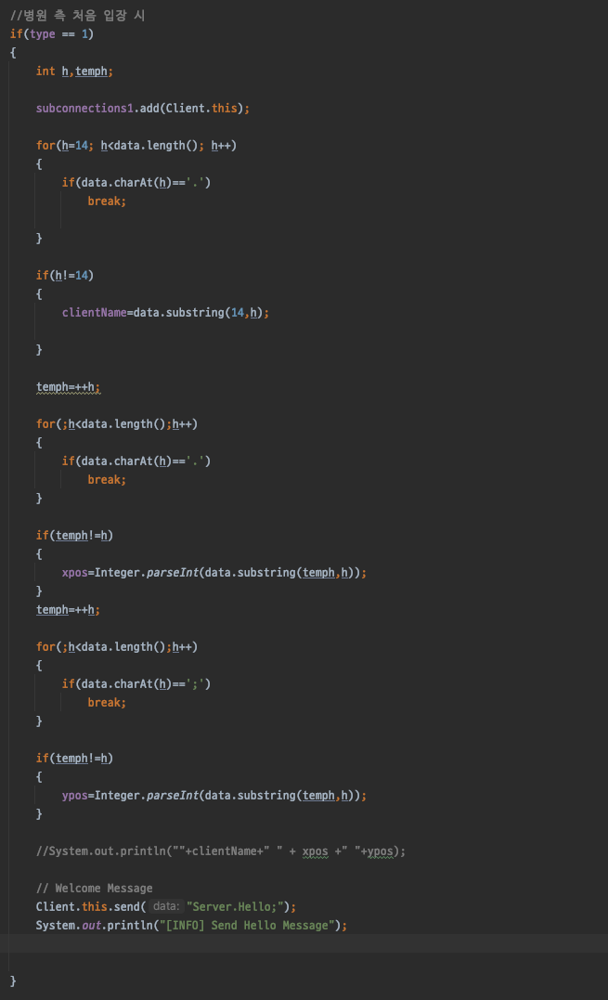 //병원 측 처음 입장 시
if(type == 1)
{
int h,temph;
subconnections1.add(Client.this);
for(h=14; h<data.length(); h++)
{
if(data.charAt(h)=='.')
break;
}
if(h!=14)
{
clientName=data.substring(14,h);
}
temph=++h;
for(;h<data.length();h++)
{
if(data.charAt(h)=='.')
break;
}
if(temph!=h)
{
xpos=Integer.parseInt(data.substring(temph,h));
}
temph=++h;
for(;h<data.length();h++)
{
if(data.charAt(h)==';')
break;
}
if(temph!=h)
{
ypos=Integer.parseInt(data.substring(temph,h));
}
//System.out.println(""+clientName+" " + xpos +" "+ypos);
// Welcome Message
Client.this.send( data: "Server.Hello;");
System.out.println("[INFO] Send Hello Message");
}